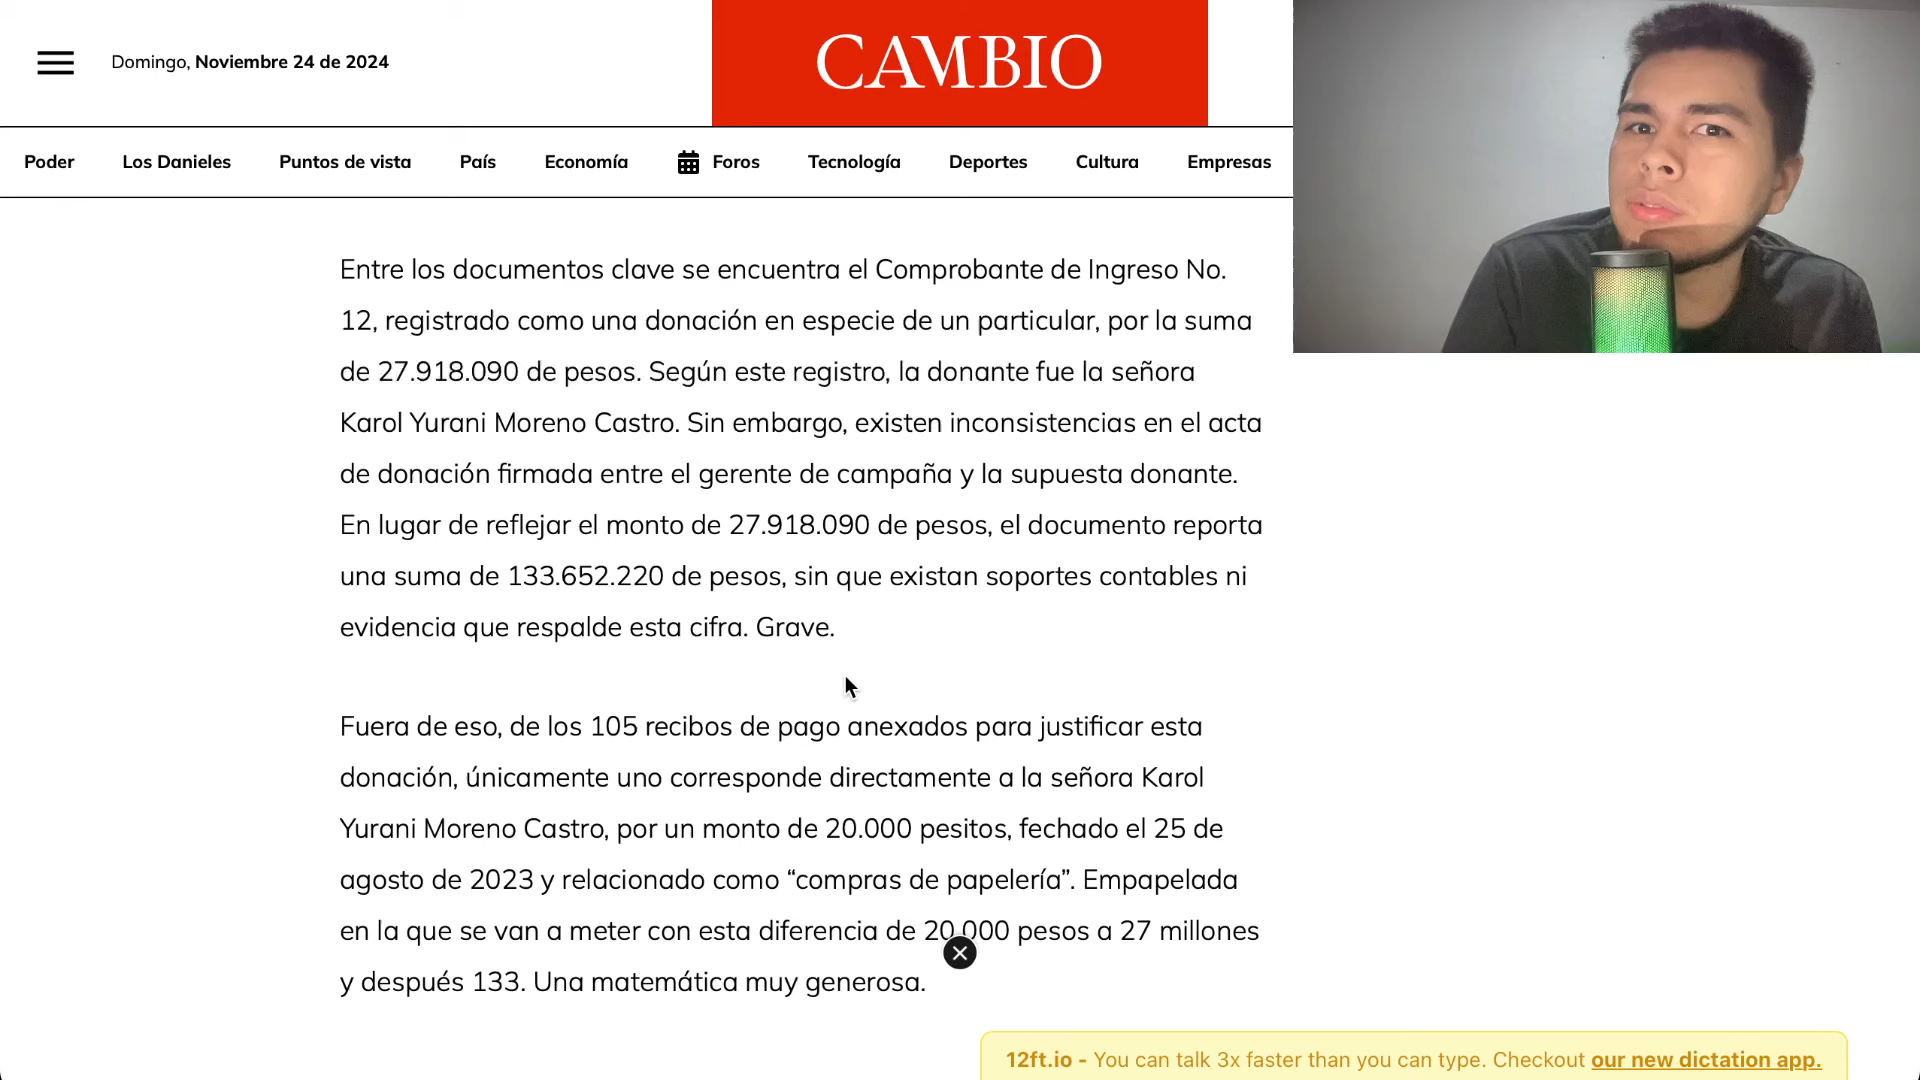 Domingo, Noviembre 24 de 2024
CAMBIO
Poder Los Danieles Puntos de vista País Economía Foros Tecnología Deportes Cultura Empresas
Entre los documentos clave se encuentra el Comprobante de Ingreso No.
12, registrado como una donación en especie de un particular, por la suma
de 27.918.090 de pesos. Según este registro, la donante fue la señora
Karol Yurani Moreno Castro. Sin embargo, existen inconsistencias en el acta
de donación firmada entre el gerente de campaña y la supuesta donante.
En lugar de reflejar el monto de 27.918.090 de pesos, el documento reporta
una suma de 133.652.220 de pesos, sin que existan soportes contables ni
evidencia que respalde esta cifra. Grave.
Fuera de eso, de los 105 recibos de pago anexados para justificar esta
donación, únicamente uno corresponde directamente a la señora Karol
Yurani Moreno Castro, por un monto de 20.000 pesitos, fechado el 25 de
agosto de 2023 y relacionado como “compras de papelería”. Empapelada
en la que se van a meter con esta diferencia de 20.000 pesos a 27 millones
y después 133. Una matemática muy generosa.
12ft.io - You can talk 3x faster than you can type. Checkout our new dictation app.